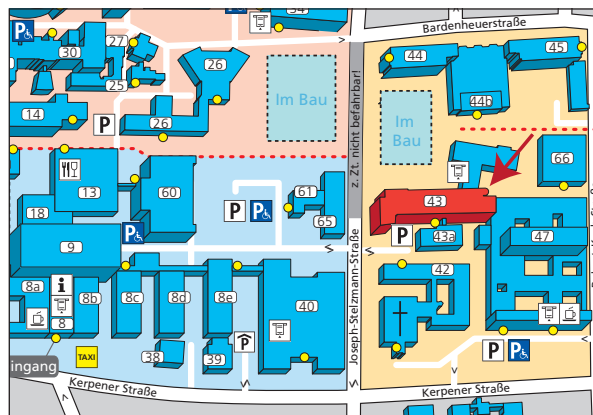 Bardenheuerstraße
34
30
27
25
26
44
45
44b
Im Bau
Im
Bau
z. Zt. nicht befahrbar!
14
P
26
13
60
66
61
65
43
18
P
P
43a
47
9
42
8a
8b
8c
8d
8e
40
i
8
TAXI
38
39
P
P
ingang
Kerpener Straße
Joseph-Stelzmann-Straße
Kerpener Straße